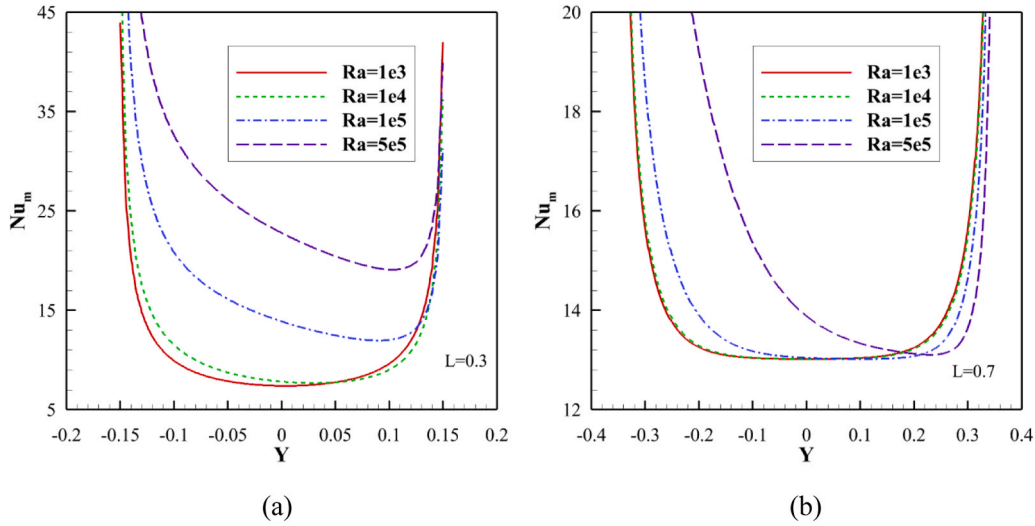 45
35
25
15
5
Nu_m
Ra=1e3
Ra=1e4
Ra=1e5
Ra=5e5
L=0.3
-0.2 -0.15 -0.1 -0.05 0 0.05 0.1 0.15 0.2
Y
(a)
20
18
16
14
12
Nu_m
Ra=1e3
Ra=1e4
Ra=1e5
Ra=5e5
L=0.7
-0.4 -0.3 -0.2 -0.1 0 0.1 0.2 0.3 0.4
Y
(b)